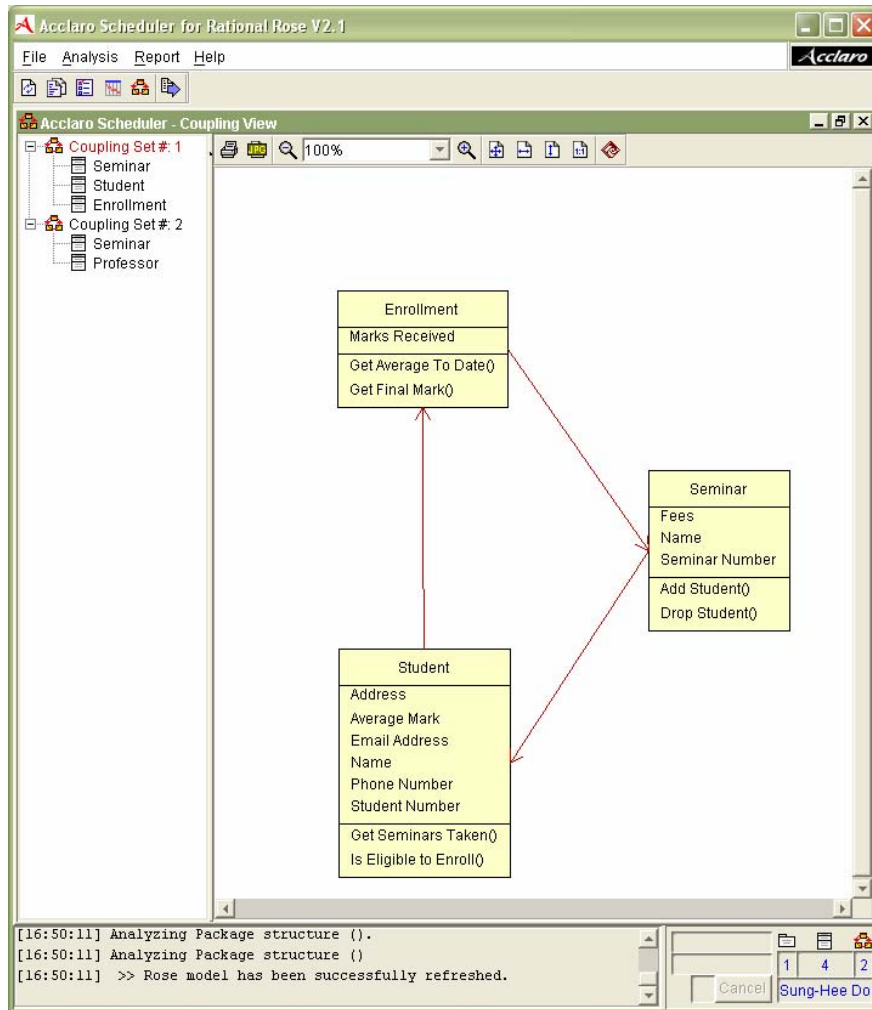 Acclaro Scheduler for Rational Rose V2.1
File Analysis Report Help
Acclaro
Acclaro Scheduler - Coupling View
Coupling Set #: 1
Seminar
Student
Enrollment
Coupling Set #: 2
Seminar
Professor
JPG
100%
1:1
Enrollment
Marks Received
Get Average To Date()
Get Final Mark()
Seminar
Fees
Name
Seminar Number
Add Student()
Drop Student()
Student
Address
Average Mark
Email Address
Name
Phone Number
Student Number
Get Seminars Taken()
Is Eligible to Enroll()
[16:50:11] Analyzing Package structure ().
[16:50:11] Analyzing Package structure ()
[16:50:11] >> Rose model has been successfully refreshed.
1 4 2
Cancel
Sung-Hee Do